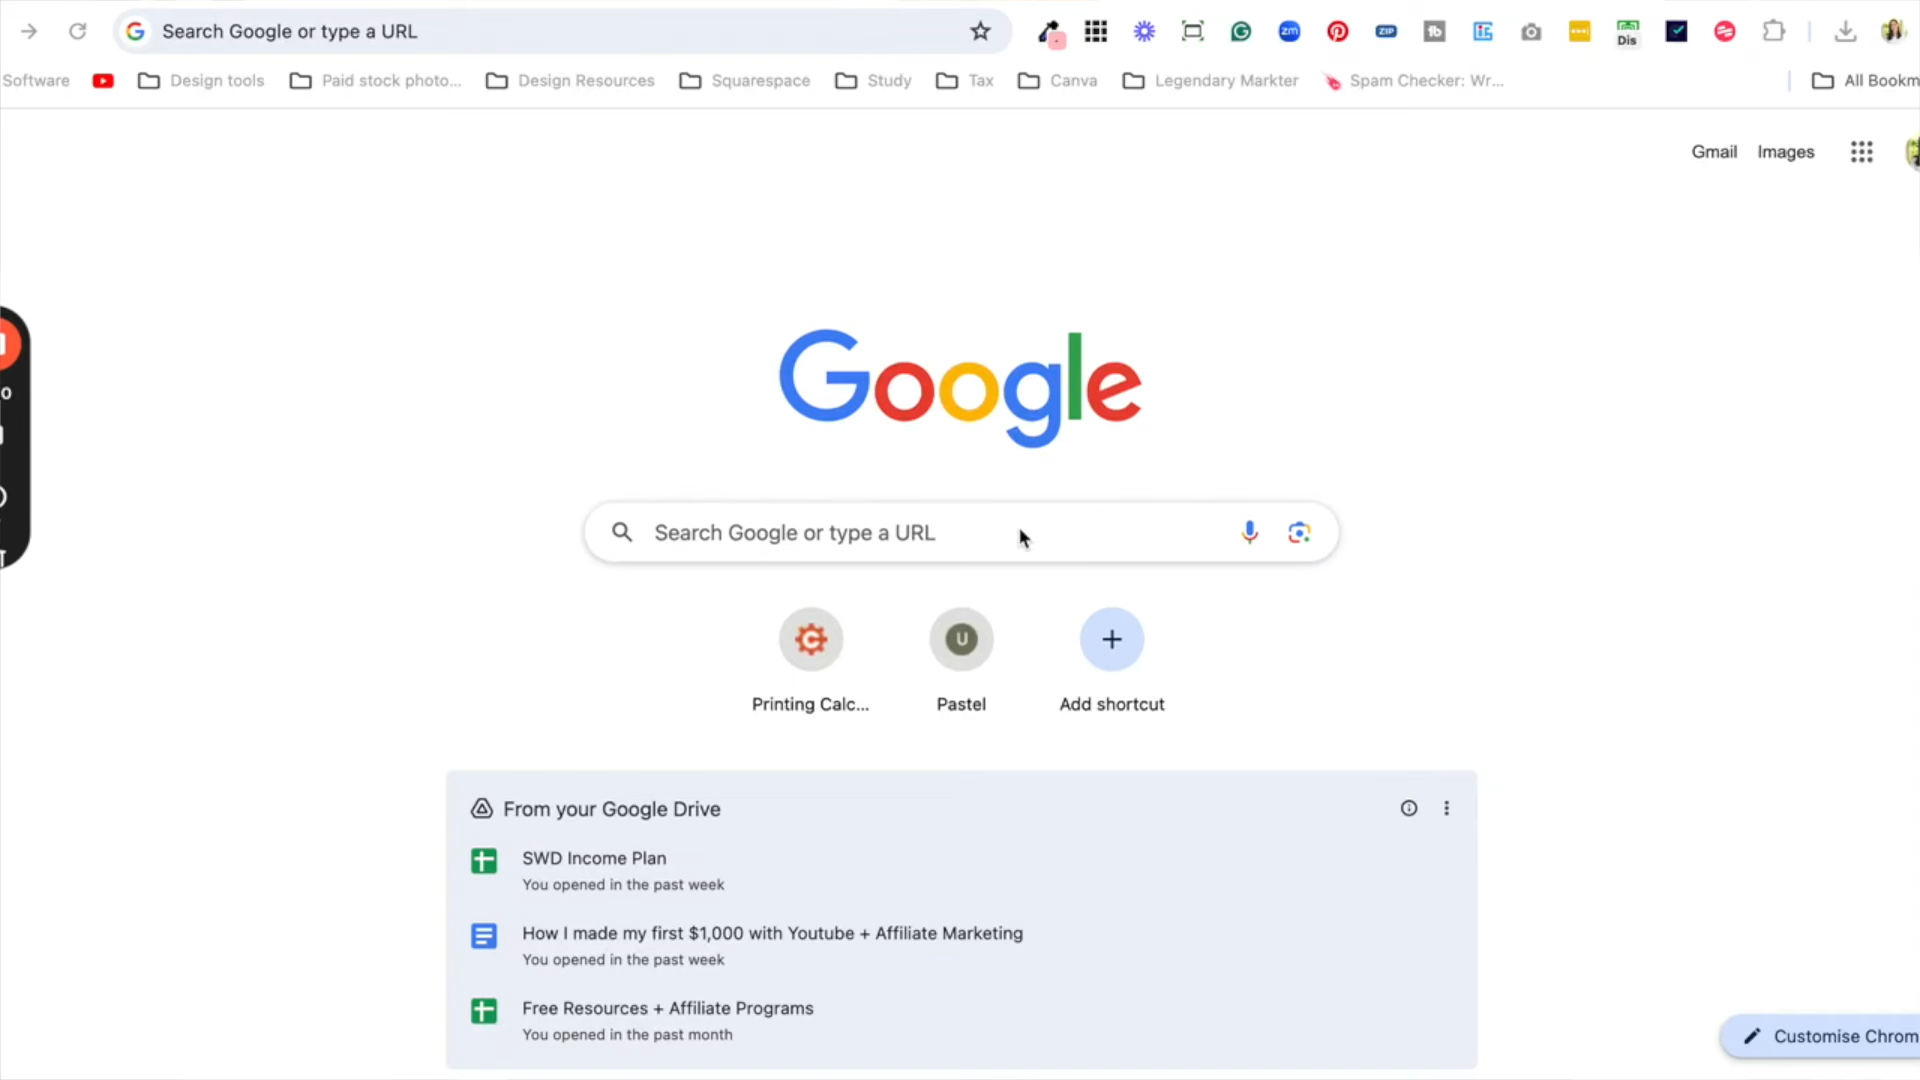 Search Google or type a URL
zm
ZIP
tb
Dis
Software
Design tools
Paid stock photo...
Design Resources
Squarespace
Study
Tax
Canva
Legendary Markter
Spam Checker: Wr...
All Bookm
Gmail
Images
Google
Search Google or type a URL
U
Printing Calc...
Pastel
Add shortcut
From your Google Drive
SWD Income Plan
You opened in the past week
How I made my first $1,000 with Youtube + Affiliate Marketing
You opened in the past week
Free Resources + Affiliate Programs
You opened in the past month
Customise Chrom